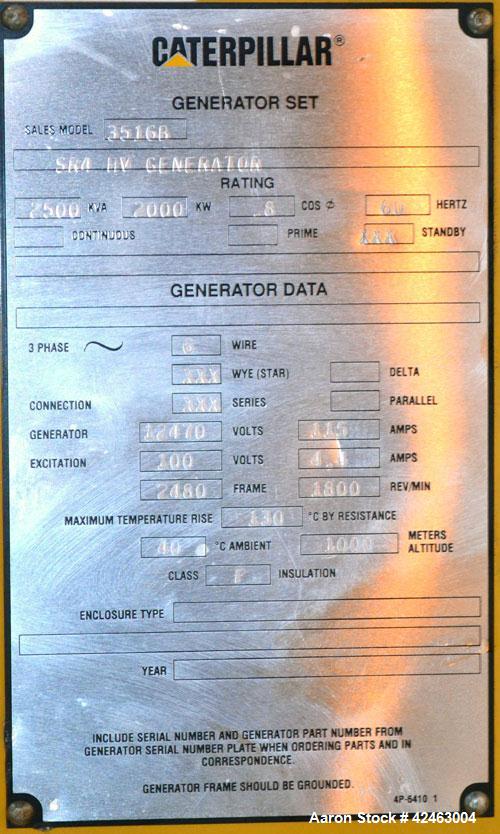 CATERPILLAR®
GENERATOR SET
SALES MODEL 3516B
SR4 HV GENERATOR
RATING
2500 KVA 2000 KW .8 COS Ø 60 HERTZ
CONTINUOUS PRIME XXX STANDBY
GENERATOR DATA
3 PHASE 6 WIRE
XXX WYE (STAR) DELTA
CONNECTION XXX SERIES PARALLEL
GENERATOR 12470 VOLTS AMPS
EXCITATION 100 VOLTS AMPS
2480 FRAME 1800 REV/MIN
MAXIMUM TEMPERATURE RISE 130 °C BY RESISTANCE
40 °C AMBIENT 1000 METERS ALTITUDE
CLASS F INSULATION
ENCLOSURE TYPE
YEAR
INCLUDE SERIAL NUMBER AND GENERATOR PART NUMBER FROM
GENERATOR SERIAL NUMBER PLATE WHEN ORDERING PARTS AND IN
CORRESPONDENCE.
GENERATOR FRAME SHOULD BE GROUNDED.
4P-5410 1
Aaron Stock # 42463004